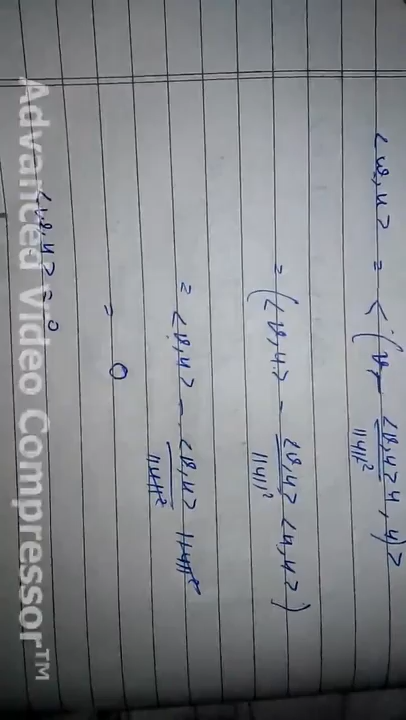 <w,u> = <(v - <v,u>/||u||² u, u)>
= (<v,u> - <v,u>/||u||² <u,u>)
= <v,u> - <v,u>/||u||² ||u||²
= 0
<w,u> = 0
Advanced Video Compressor™